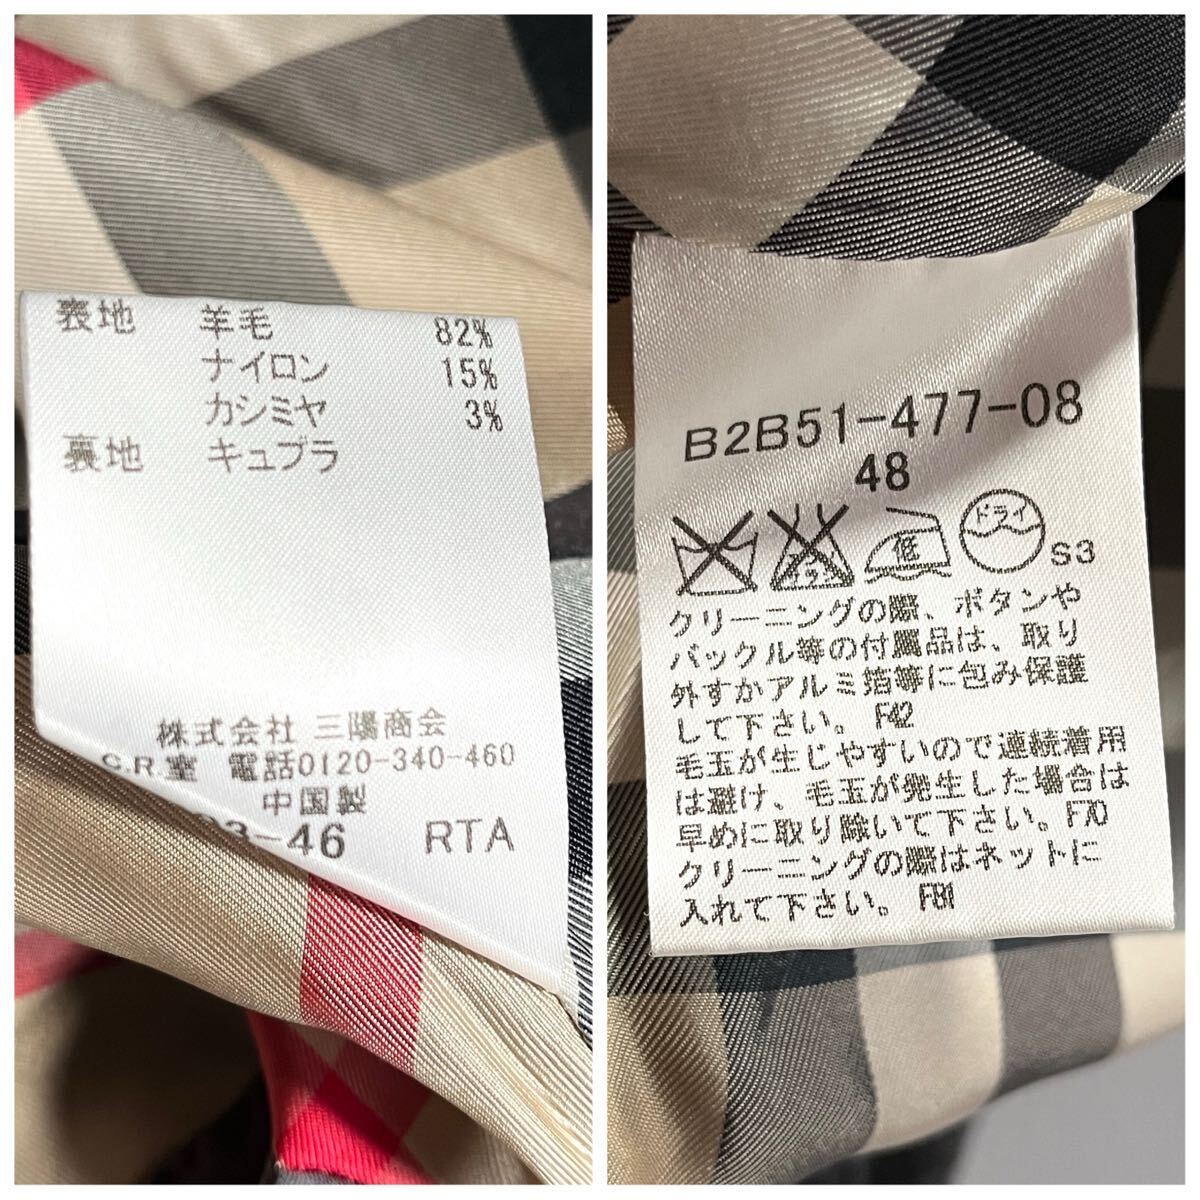 表地 羊毛 82%
ナイロン 15%
カシミヤ 3%
裏地 キュプラ
株式会社 三陽商会
C.R.室 電話0120-340-460
中国製
93-46 RTA
B2B51-477-08
48
エンソ
サラシ
低
ドライ
S3
クリーニングの際、ボタンや
バックル等の付属品は、取り
外すかアルミ箔等に包み保護
して下さい。 F42
毛玉が生じやすいので連続着用
は避け、毛玉が発生した場合は
早めに取り除いて下さい。F70
クリーニングの際はネットに
入れて下さい。 F81